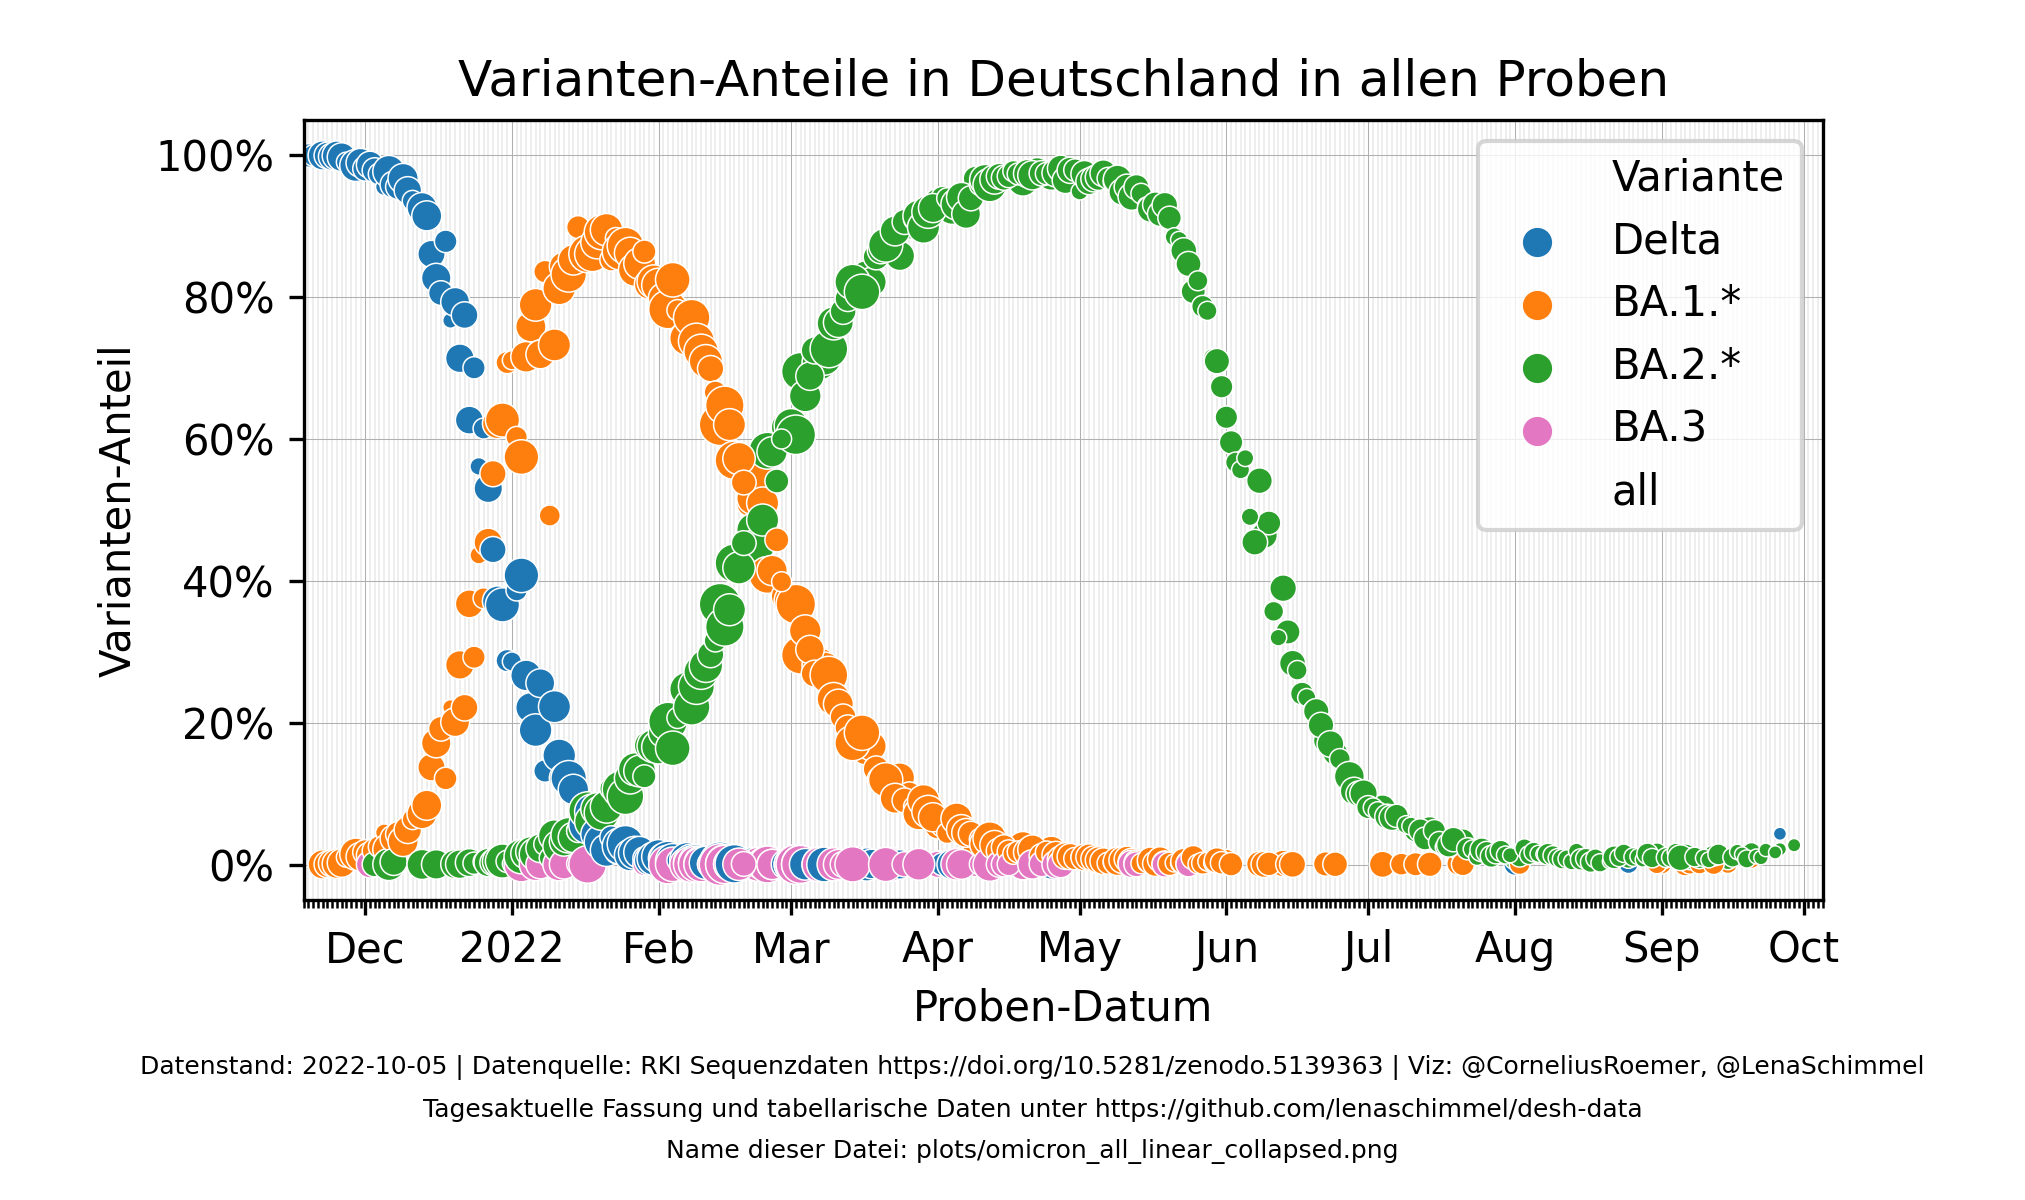 Varianten-Anteile in Deutschland in allen Proben
100%
80%
60%
40%
20%
0%
Varianten-Anteil
Variante
Delta
BA.1.*
BA.2.*
BA.3
all
Dec 2022 Feb Mar Apr May Jun Jul Aug Sep Oct
Proben-Datum
Datenstand: 2022-10-05 | Datenquelle: RKI Sequenzdaten https://doi.org/10.5281/zenodo.5139363 | Viz: @CorneliusRoemer, @LenaSchimmel
Tagesaktuelle Fassung und tabellarische Daten unter https://github.com/lenaschimmel/desh-data
Name dieser Datei: plots/omicron_all_linear_collapsed.png